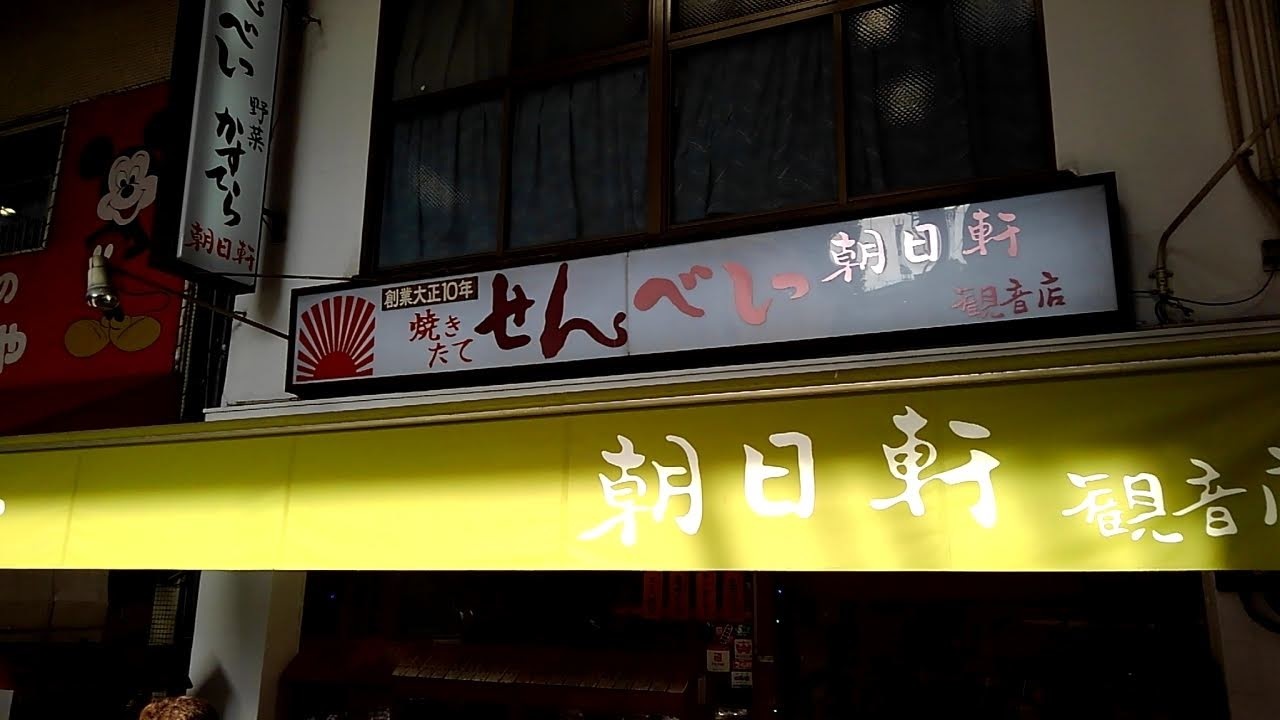 んべい
野菜
かすてら
朝日軒
創業大正10年
焼き
たて
せんべい
朝日軒
観音店
朝日軒
観音店
の
や